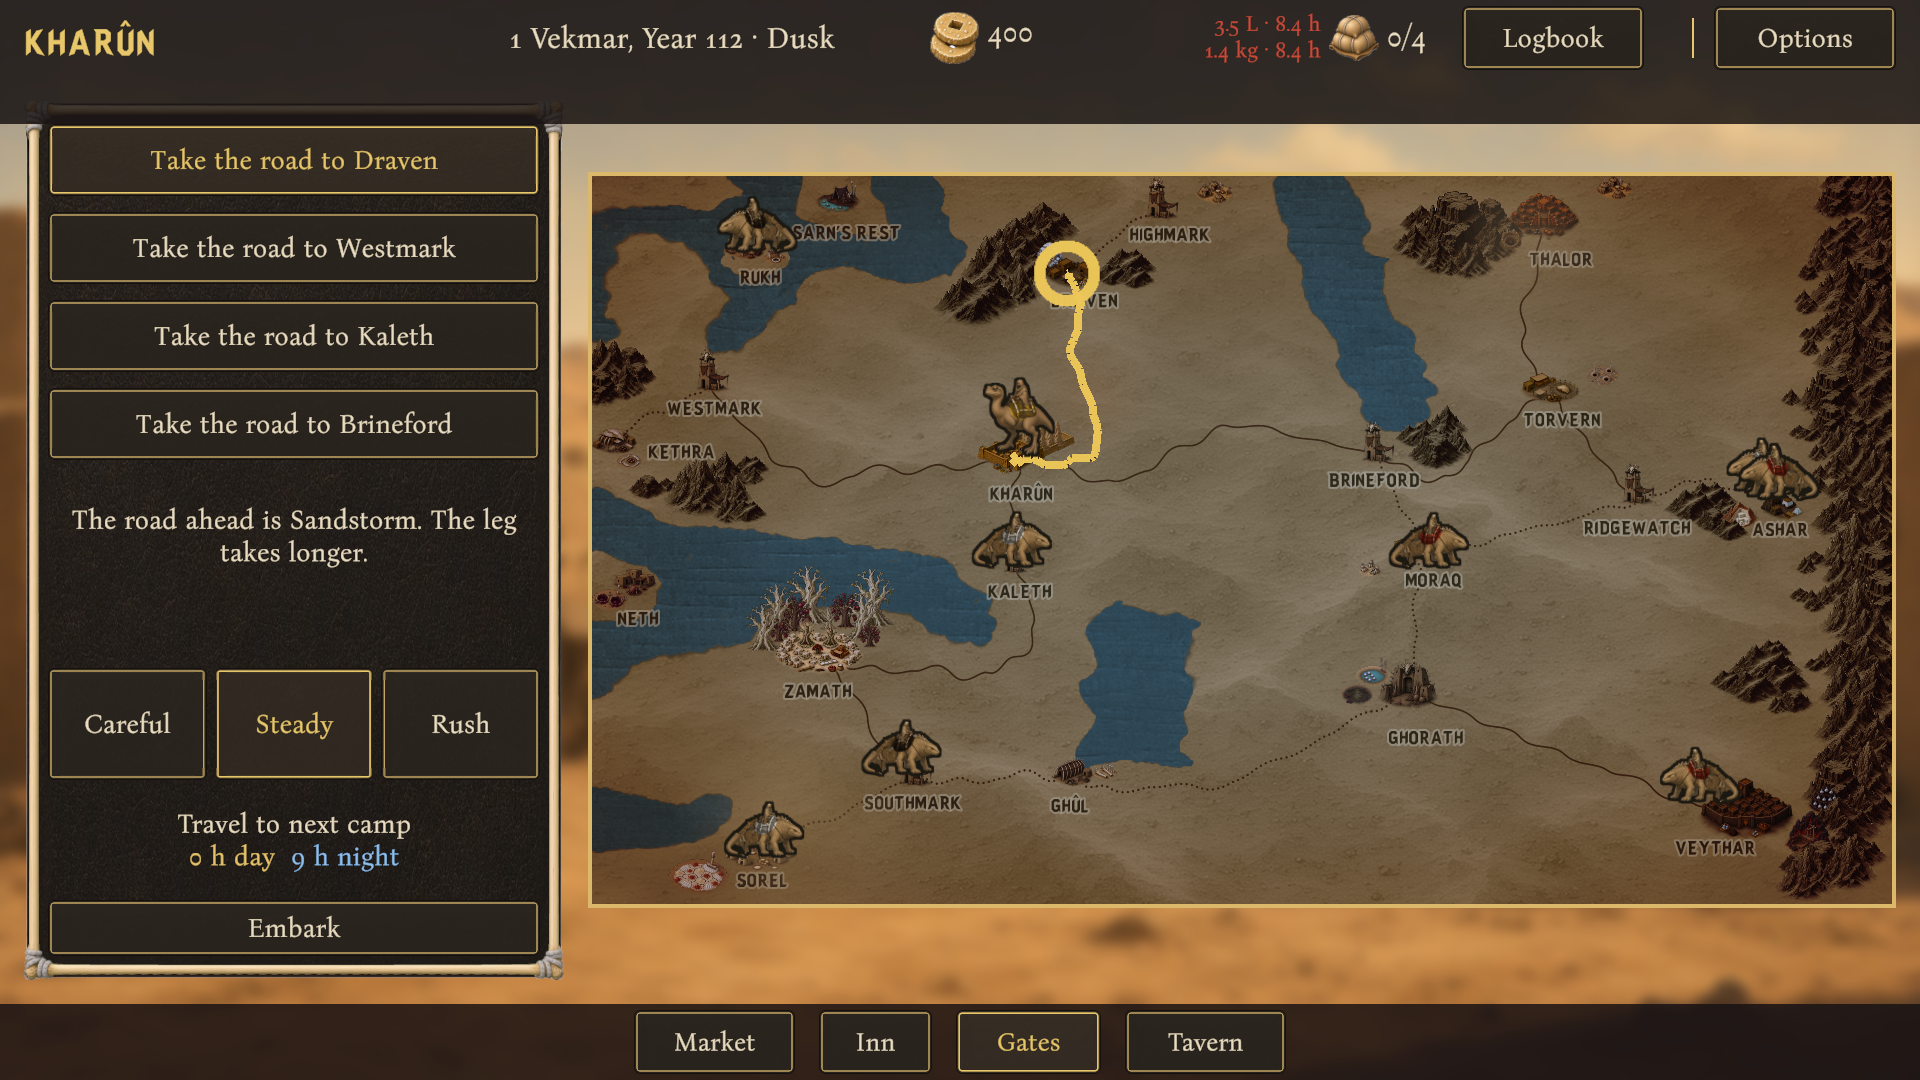 KHARÛN
1 Vekmar, Year 112 · Dusk
400
3.5 L · 8.4 h
1.4 kg · 8.4 h
0/4
Logbook
Options
Take the road to Draven
Take the road to Westmark
Take the road to Kaleth
Take the road to Brineford
The road ahead is Sandstorm. The leg
takes longer.
Careful
Steady
Rush
Travel to next camp
0 h day 9 h night
Embark
SARN'S REST
HIGHMARK
RUKH
THALOR
WESTMARK
TORVERN
KETHRA
BRINEFORD
KHARÛN
RIDGEWATCH
ASHAR
KALETH
MORAQ
NETH
ZAMATH
GHORATH
SOUTHMARK
GHÛL
VEYTHAR
SOREL
Market
Inn
Gates
Tavern